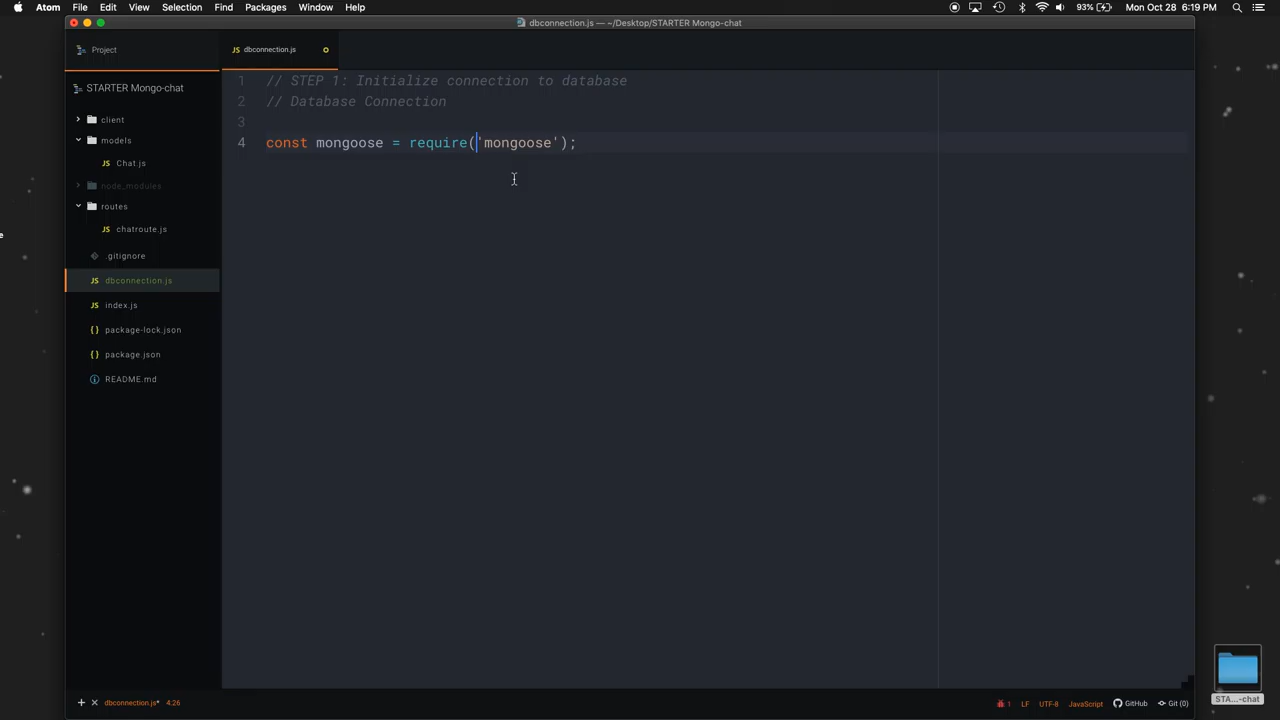 Atom File Edit View Selection Find Packages Window Help 93% Mon Oct 28 6:19 PM
dbconnection.js — ~/Desktop/STARTER Mongo-chat
Project
JS dbconnection.js
STARTER Mongo-chat
client
models
JS Chat.js
node_modules
routes
JS chatroute.js
.gitignore
JS dbconnection.js
JS index.js
{} package-lock.json
{} package.json
README.md
1 // STEP 1: Initialize connection to database
2 // Database Connection
3
4 const mongoose = require('mongoose');
+ × dbconnection.js* 4:26 1 LF UTF-8 JavaScript GitHub Git (0)
STA...-chat